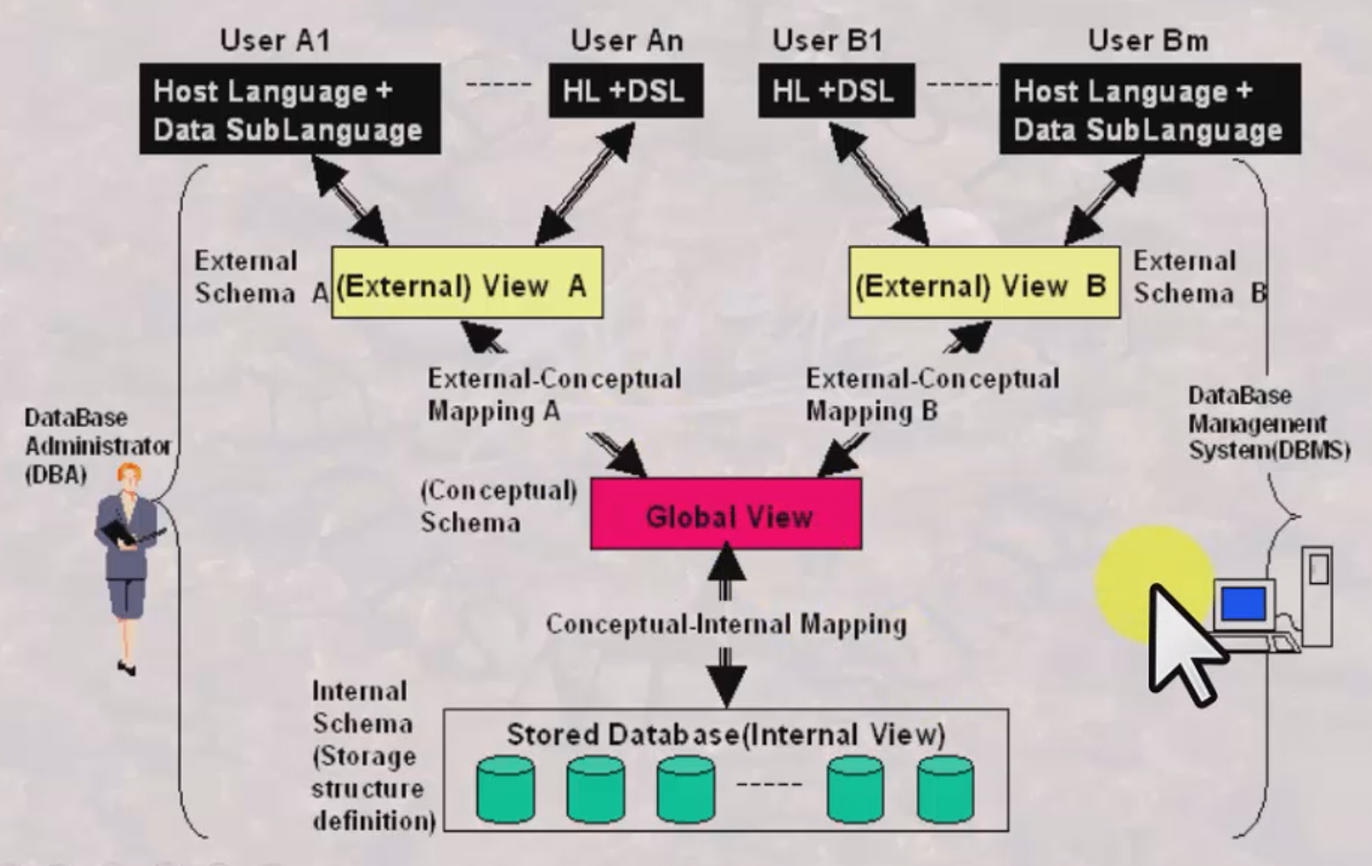 User A1
User An
User B1
User Bm
Host Language +
Data SubLanguage
HL +DSL
HL +DSL
Host Language +
Data SubLanguage
External
Schema A
(External) View A
(External) View B
External
Schema B
External-Conceptual
Mapping A
External-Conceptual
Mapping B
DataBase
Administrator
(DBA)
DataBase
Management
System(DBMS)
(Conceptual)
Schema
Global View
Conceptual-Internal Mapping
Internal
Schema
(Storage
structure
definition)
Stored Database(Internal View)